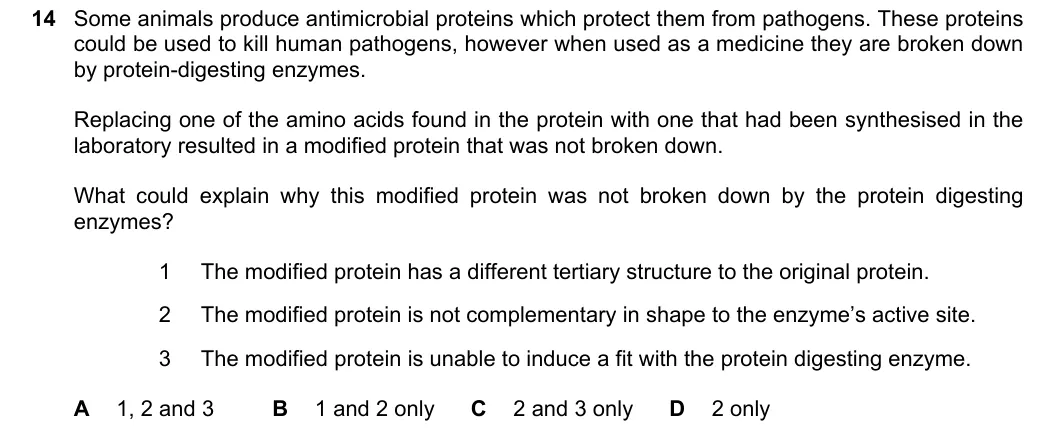 14 Some animals produce antimicrobial proteins which protect them from pathogens. These proteins
could be used to kill human pathogens, however when used as a medicine they are broken down
by protein-digesting enzymes.
Replacing one of the amino acids found in the protein with one that had been synthesised in the
laboratory resulted in a modified protein that was not broken down.
What could explain why this modified protein was not broken down by the protein digesting
enzymes?
1 The modified protein has a different tertiary structure to the original protein.
2 The modified protein is not complementary in shape to the enzyme’s active site.
3 The modified protein is unable to induce a fit with the protein digesting enzyme.
A 1, 2 and 3 B 1 and 2 only C 2 and 3 only D 2 only